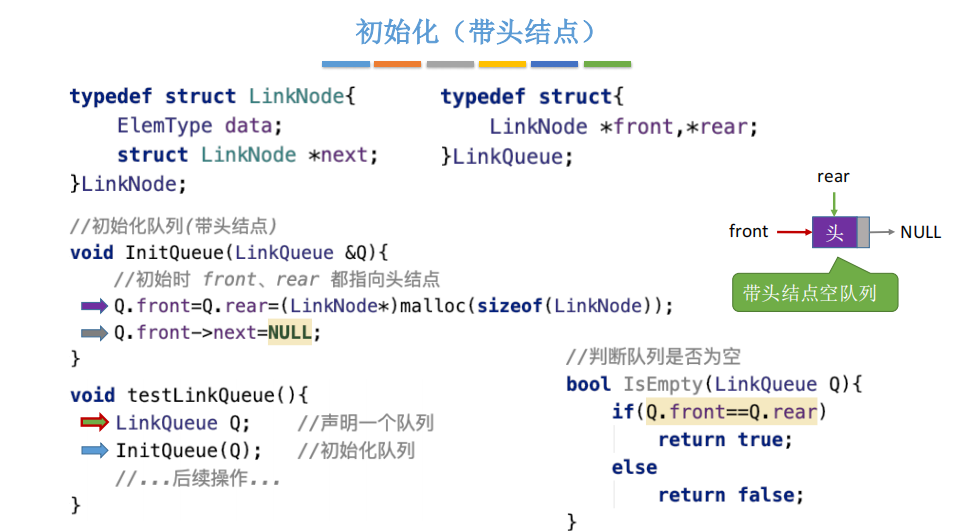 初始化（带头结点）
typedef struct LinkNode{
    ElemType data;
    struct LinkNode *next;
}LinkNode;
typedef struct{
    LinkNode *front,*rear;
}LinkQueue;
rear
front
头
NULL
带头结点空队列
//初始化队列(带头结点)
void InitQueue(LinkQueue &Q){
    //初始时 front、rear 都指向头结点
    Q.front=Q.rear=(LinkNode*)malloc(sizeof(LinkNode));
    Q.front->next=NULL;
}
void testLinkQueue(){
    LinkQueue Q;    //声明一个队列
    InitQueue(Q);   //初始化队列
    //...后续操作...
}
//判断队列是否为空
bool IsEmpty(LinkQueue Q){
    if(Q.front==Q.rear)
        return true;
    else
        return false;
}